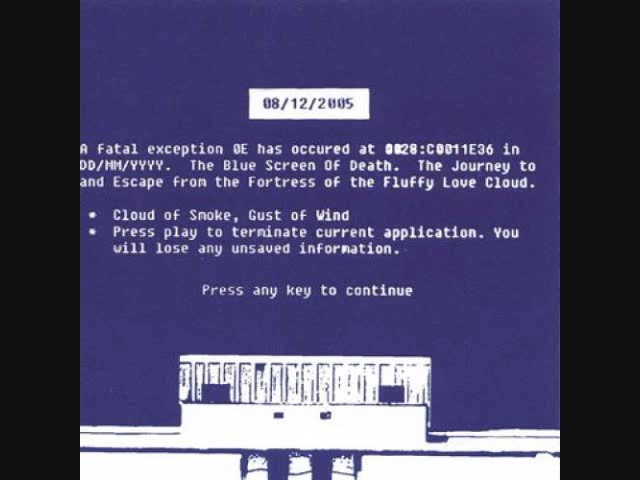 08/12/2005
A fatal exception 0E has occured at 0028:C0011E36 in
DD/MM/YYYY. The Blue Screen Of Death. The Journey to
and Escape from the Fortress of the Fluffy Love Cloud.
* Cloud of Smoke, Gust of Wind
* Press play to terminate current application. You
will lose any unsaved information.
Press any key to continue